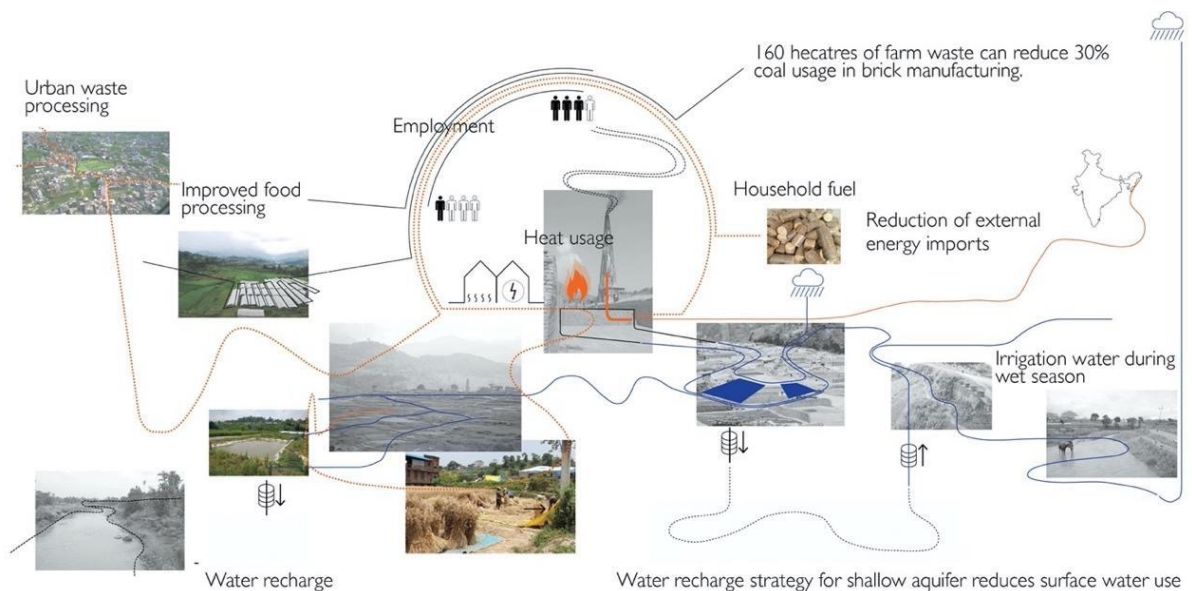 160 hecatres of farm waste can reduce 30%
coal usage in brick manufacturing.
Urban waste
processing
Employment
Improved food
processing
Household fuel
Heat usage
Reduction of external
energy imports
Irrigation water during
wet season
Water recharge
Water recharge strategy for shallow aquifer reduces surface water use